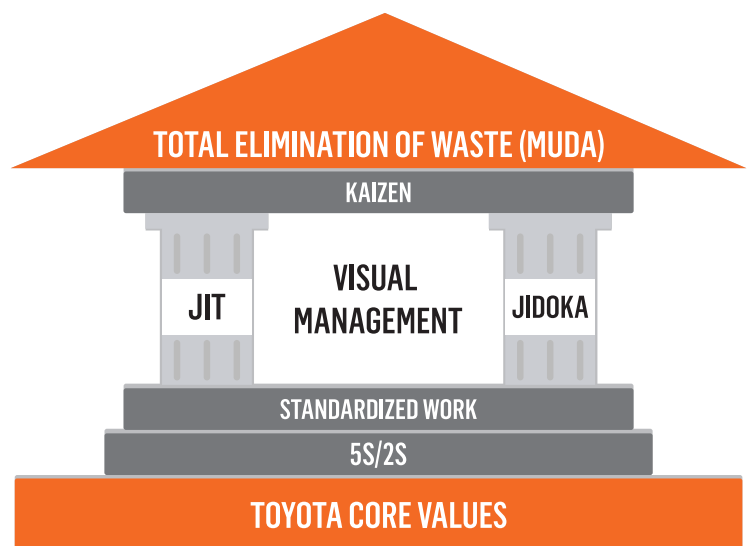 TOTAL ELIMINATION OF WASTE (MUDA)
KAIZEN
JIT
VISUAL
MANAGEMENT
JIDOKA
STANDARDIZED WORK
5S/2S
TOYOTA CORE VALUES